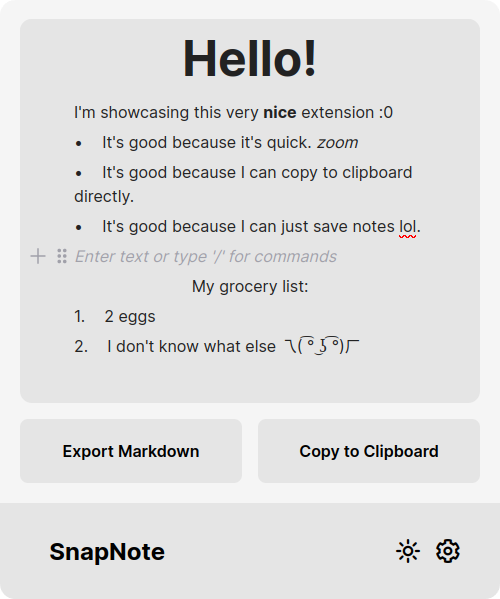 Hello!
I'm showcasing this very nice extension :0
• It's good because it's quick. zoom
• It's good because I can copy to clipboard
directly.
• It's good because I can just save notes lol.
Enter text or type '/' for commands
My grocery list:
1. 2 eggs
2. I don't know what else ㄟ( ͡° ͜ʖ ͡°)ㄏ
Export Markdown
Copy to Clipboard
SnapNote